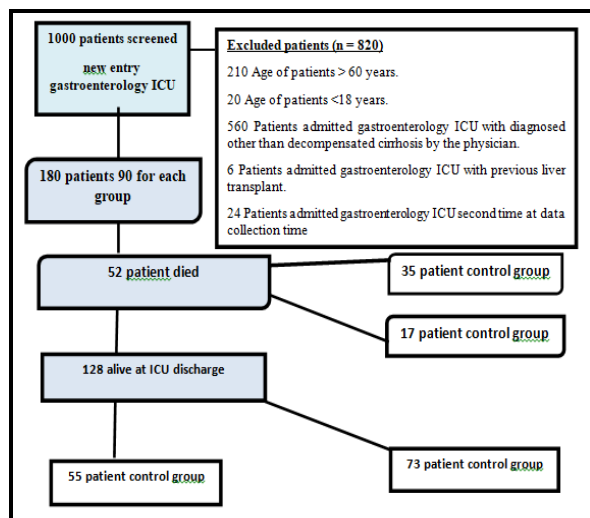 1000 patients screened
new entry
gastroenterology ICU
Excluded patients (n = 820)
210 Age of patients > 60 years.
20 Age of patients <18 years.
560 Patients admitted gastroenterology ICU with diagnosed
other than decompensated cirrhosis by the physician.
6 Patients admitted gastroenterology ICU with previous liver
transplant.
24 Patients admitted gastroenterology ICU second time at data
collection time
180 patients 90 for each
group
52 patient died
35 patient control group
17 patient control group
128 alive at ICU discharge
55 patient control group
73 patient control group